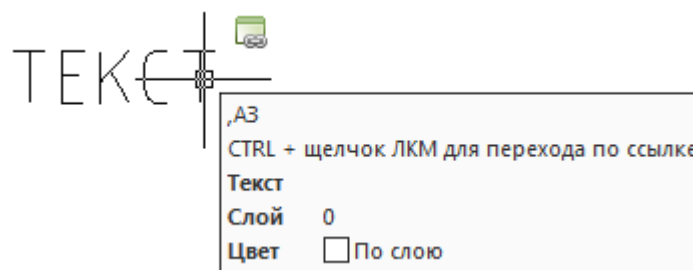 ТЕКСТ
,А3
CTRL + щелчок ЛКМ для перехода по ссылке
Текст
Слой 0
Цвет По слою